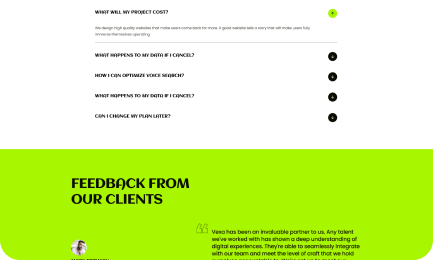 WHAT WILL MY PROJECT COST?
We design high quality websites that make users come back for more. A good website tells a story that will make users fully
immerse themselves operating
WHAT HAPPENS TO MY DATA IF I CANCEL?
HOW I CAN OPTIMIZE VOICE SEARCH?
WHAT HAPPENS TO MY DATA IF I CANCEL?
CAN I CHANGE MY PLAN LATER?
FEEDBACK FROM
OUR CLIENTS
Vexa has been an invaluable partner to us. Any talent
we've worked with has shown a deep understanding of
digital experiences. They're able to seamlessly integrate
with our team and meet the level of craft that we hold